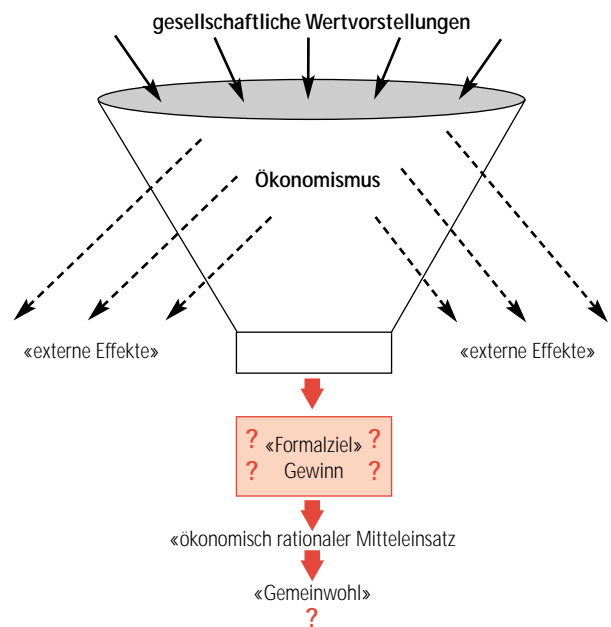 gesellschaftliche Wertvorstellungen
Ökonomismus
«externe Effekte»
«externe Effekte»
? «Formalziel» ?
? Gewinn ?
«ökonomisch rationaler Mitteleinsatz
«Gemeinwohl»
?